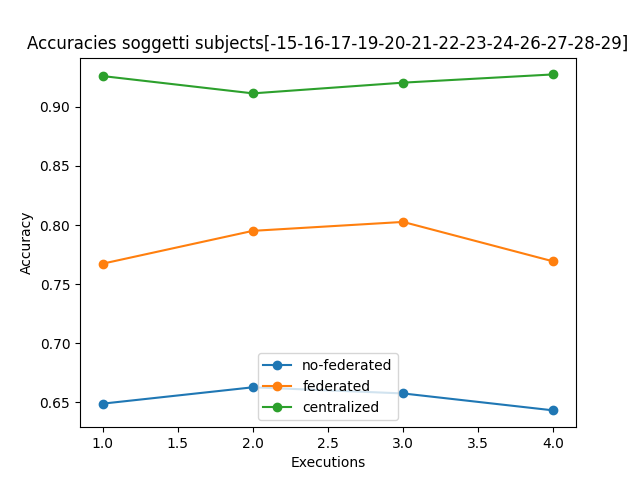 Accuracies soggetti subjects[-15-16-17-19-20-21-22-23-24-26-27-28-29]
0.90
0.85
0.80
0.75
0.70
0.65
Accuracy
no-federated
federated
centralized
1.0 1.5 2.0 2.5 3.0 3.5 4.0
Executions